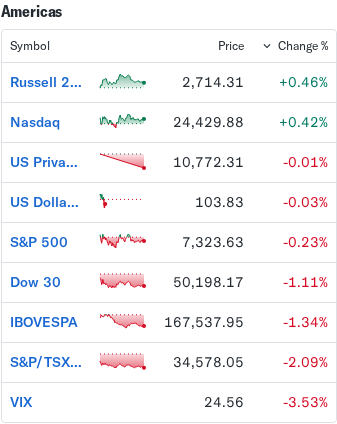 Americas
Symbol Price Change %
Russell 2... 2,714.31 +0.46%
Nasdaq 24,429.88 +0.42%
US Priva... 10,772.31 -0.01%
US Dolla... 103.83 -0.03%
S&P 500 7,323.63 -0.23%
Dow 30 50,198.17 -1.11%
IBOVESPA 167,537.95 -1.34%
S&P/TSX... 34,578.05 -2.09%
VIX 24.56 -3.53%